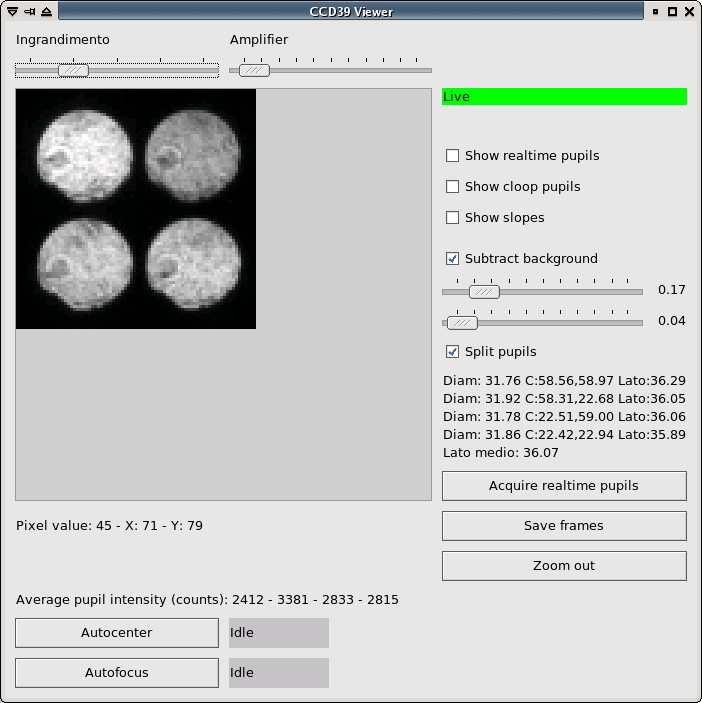 CCD39 Viewer
Ingrandimento
Amplifier
Live
Show realtime pupils
Show cloop pupils
Show slopes
Subtract background
0.17
0.04
Split pupils
Diam: 31.76 C:58.56,58.97 Lato:36.29
Diam: 31.92 C:58.31,22.68 Lato:36.05
Diam: 31.78 C:22.51,59.00 Lato:36.06
Diam: 31.86 C:22.42,22.94 Lato:35.89
Lato medio: 36.07
Acquire realtime pupils
Save frames
Zoom out
Pixel value: 45 - X: 71 - Y: 79
Average pupil intensity (counts): 2412 - 3381 - 2833 - 2815
Autocenter
Idle
Autofocus
Idle